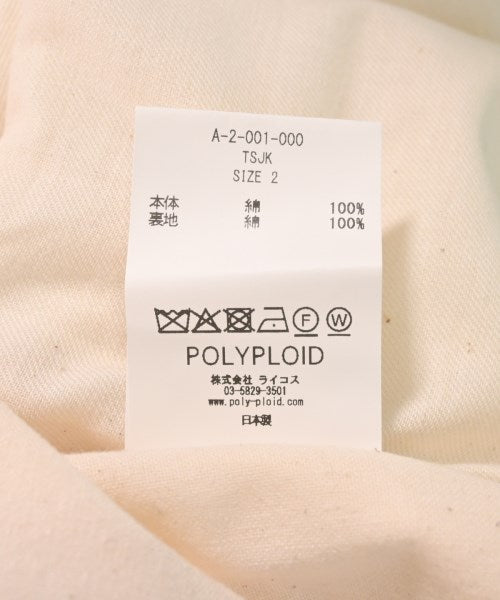 A-2-001-000
TSJK
SIZE 2
本体 綿 100%
裏地 綿 100%
F W
POLYPLOID
株式会社 ライコス
03-5829-3501
www.poly-ploid.com
日本製